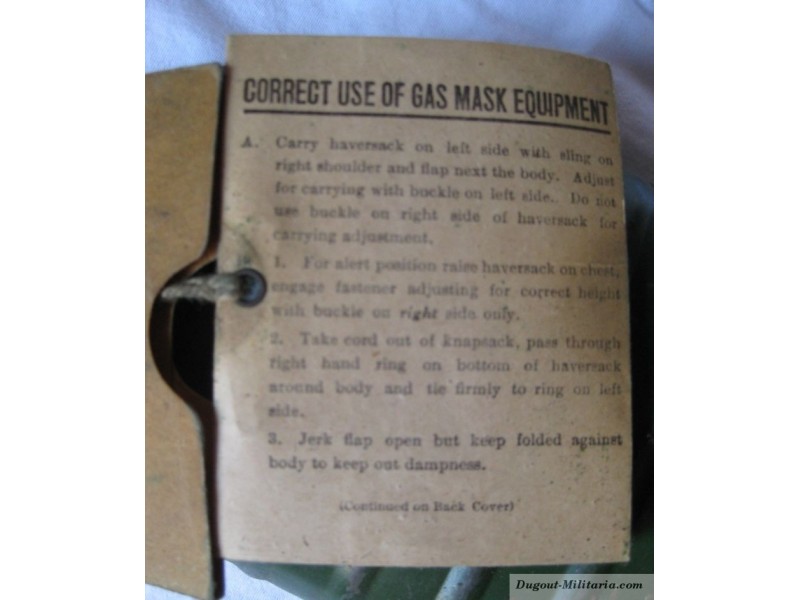 CORRECT USE OF GAS MASK EQUIPMENT
A. Carry haversack on left side with sling on
right shoulder and flap next the body. Adjust
for carrying with buckle on left side.. Do not
use buckle on right side of haversack for
carrying adjustment.
1. For alert position raise haversack on chest,
engage fastener adjusting for correct height
with buckle on right side only.
2. Take cord out of knapsack, pass through
right hand ring on bottom of haversack
around body and tie firmly to ring on left
side.
3. Jerk flap open but keep folded against
body to keep out dampness.
(Continued on Back Cover)
Dugout-Militaria.com